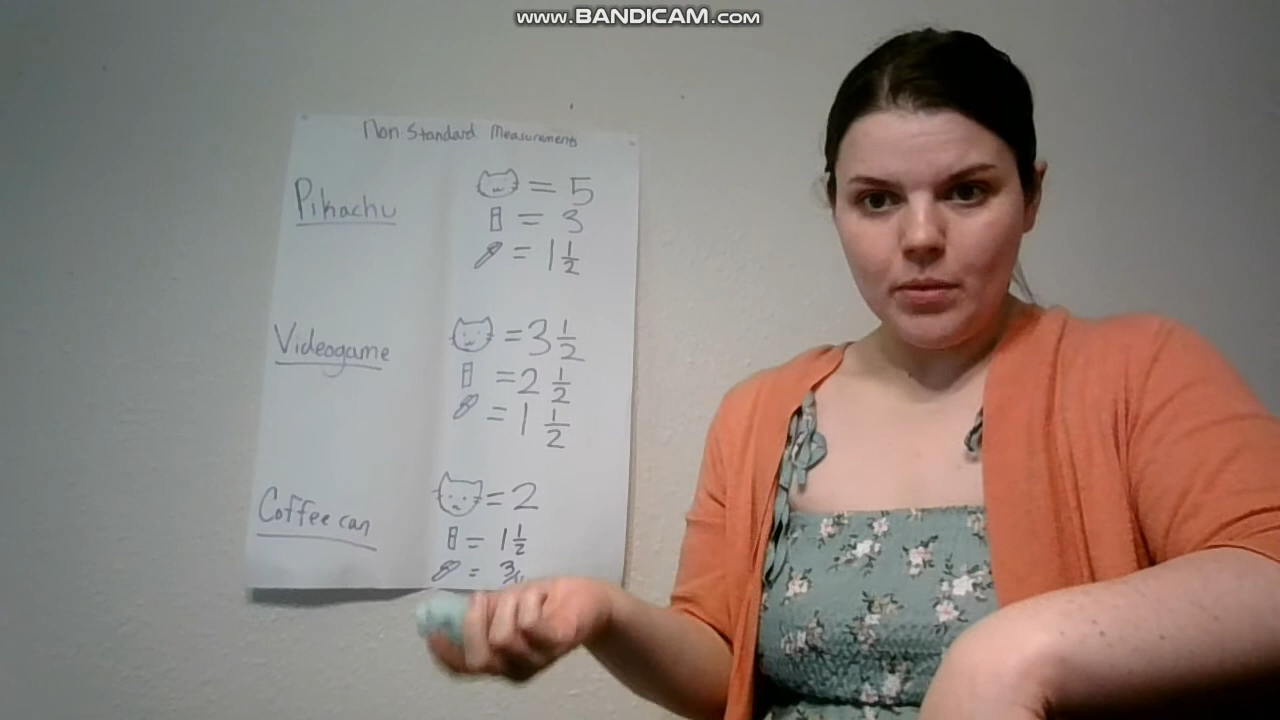 www.BANDICAM.com
Non-Standard Measurements
Pikachu
= 5
= 3
= 1 1/2
Videogame
= 3 1/2
= 2 1/2
= 1 1/2
Coffee can
= 2
= 1 1/2
= 3/